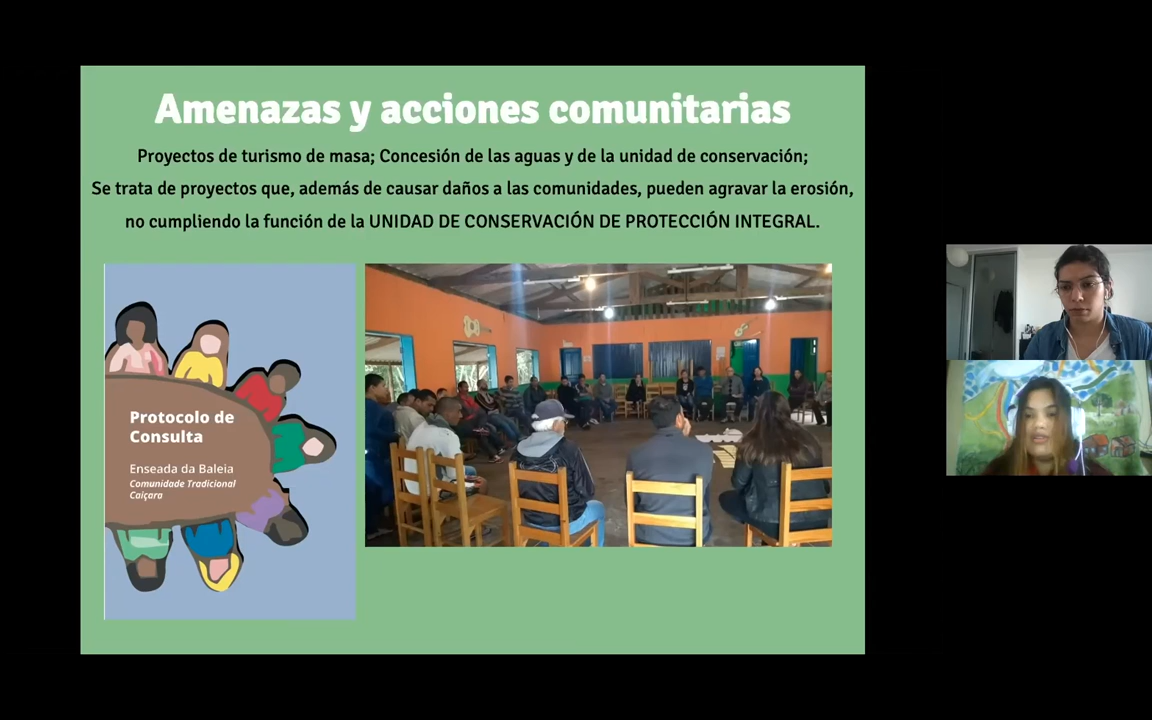 Amenazas y acciones comunitarias
Proyectos de turismo de masa; Concesión de las aguas y de la unidad de conservación;
Se trata de proyectos que, además de causar daños a las comunidades, pueden agravar la erosión,
no cumpliendo la función de la UNIDAD DE CONSERVACIÓN DE PROTECCIÓN INTEGRAL.
Protocolo de
Consulta
Enseada da Baleia
Comunidade Tradicional
Caiçara